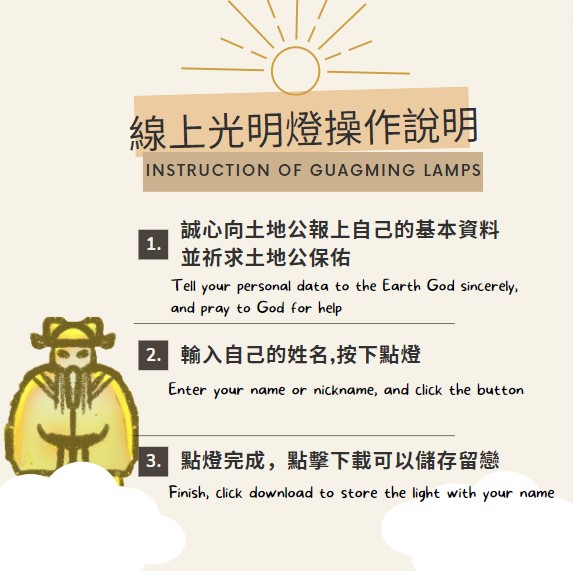 線上光明燈操作說明
INSTRUCTION OF GUAGMING LAMPS
1. 誠心向土地公報上自己的基本資料
並祈求土地公保佑
Tell your personal data to the Earth God sincerely,
and pray to God for help
2. 輸入自己的姓名,按下點燈
Enter your name or nickname, and click the button
3. 點燈完成，點擊下載可以儲存留戀
Finish, click download to store the light with your name